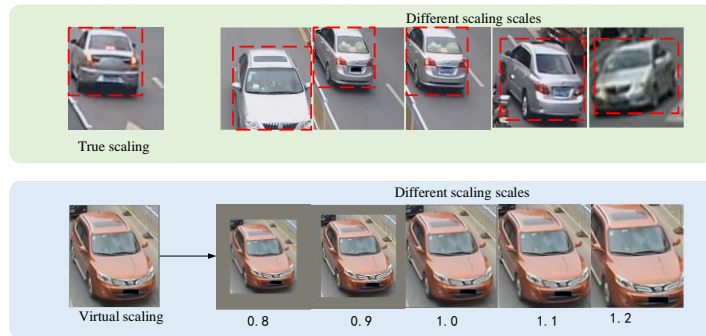 Different scaling scales
True scaling
Different scaling scales
Virtual scaling
0.8 0.9 1.0 1.1 1.2